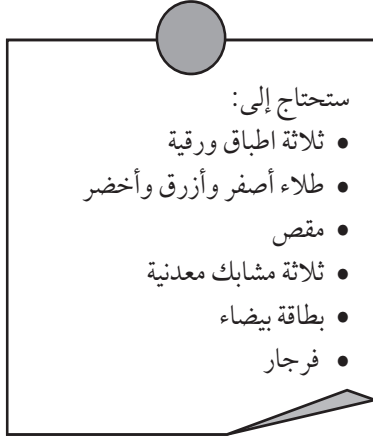 ستحتاج إلى:
• ثلاثة اطباق ورقية
• طلاء أصفر وأزرق وأخضر
• مقص
• ثلاثة مشابك معدنية
• بطاقة بيضاء
• فرجار